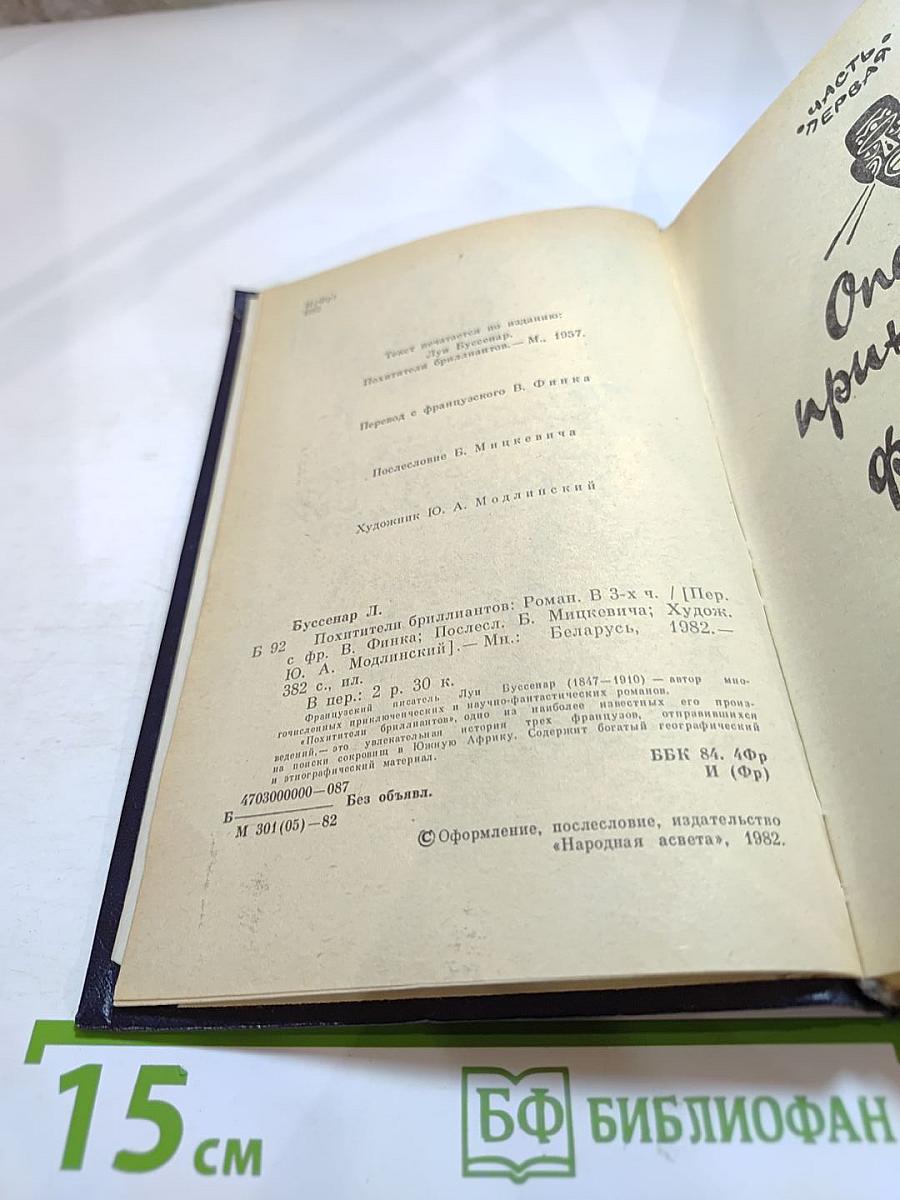 Текст печатается по изданию:
Луи Буссенар.
Похитители бриллиантов.— М., 1957.
Перевод с французского В. Финка
Послесловие Б. Мицкевича
Художник Ю. А. Модлинский
Буссенар Л.
Б 92 Похитители бриллиантов: Роман. В 3-х ч. / [Пер.
с фр. В. Финка; Послесл. Б. Мицкевича; Худож.
Ю. А. Модлинский].— Мн.: Беларусь, 1982.—
382 с., ил.
В пер.: 2 р. 30 к.
Французский писатель Луи Буссенар (1847—1910) — автор мно-
гочисленных приключенческих и научно-фантастических романов.
«Похитители бриллиантов», одно из наиболее известных его произ-
ведений,— это увлекательная история трех французов, отправившихся
на поиски сокровищ в Южную Африку. Содержит богатый географический
и этнографический материал.
ББК 84. 4Фр
И (Фр)
4703000000—087
Б Без объявл.
М 301(05)—82
© Оформление, послесловие, издательство
«Народная асвета», 1982.
ЧАСТЬ
ПЕРВАЯ
15 см
БФ БИБЛИОФАН